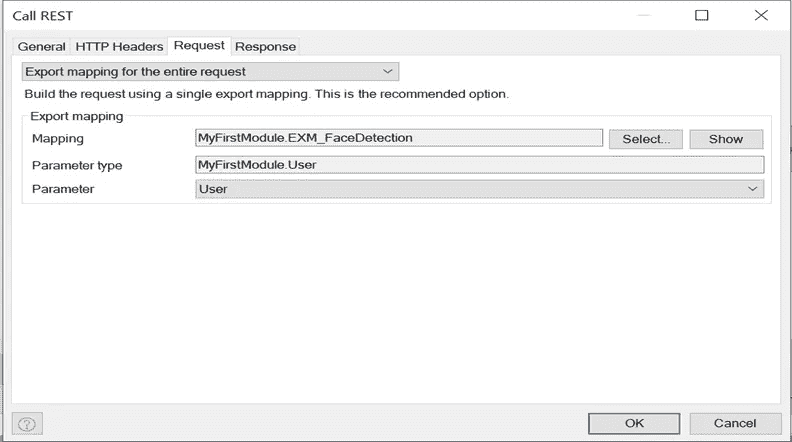 Call REST
General HTTP Headers Request Response
Export mapping for the entire request
Build the request using a single export mapping. This is the recommended option.
Export mapping
Mapping MyFirstModule.EXM_FaceDetection Select... Show
Parameter type MyFirstModule.User
Parameter User
? OK Cancel